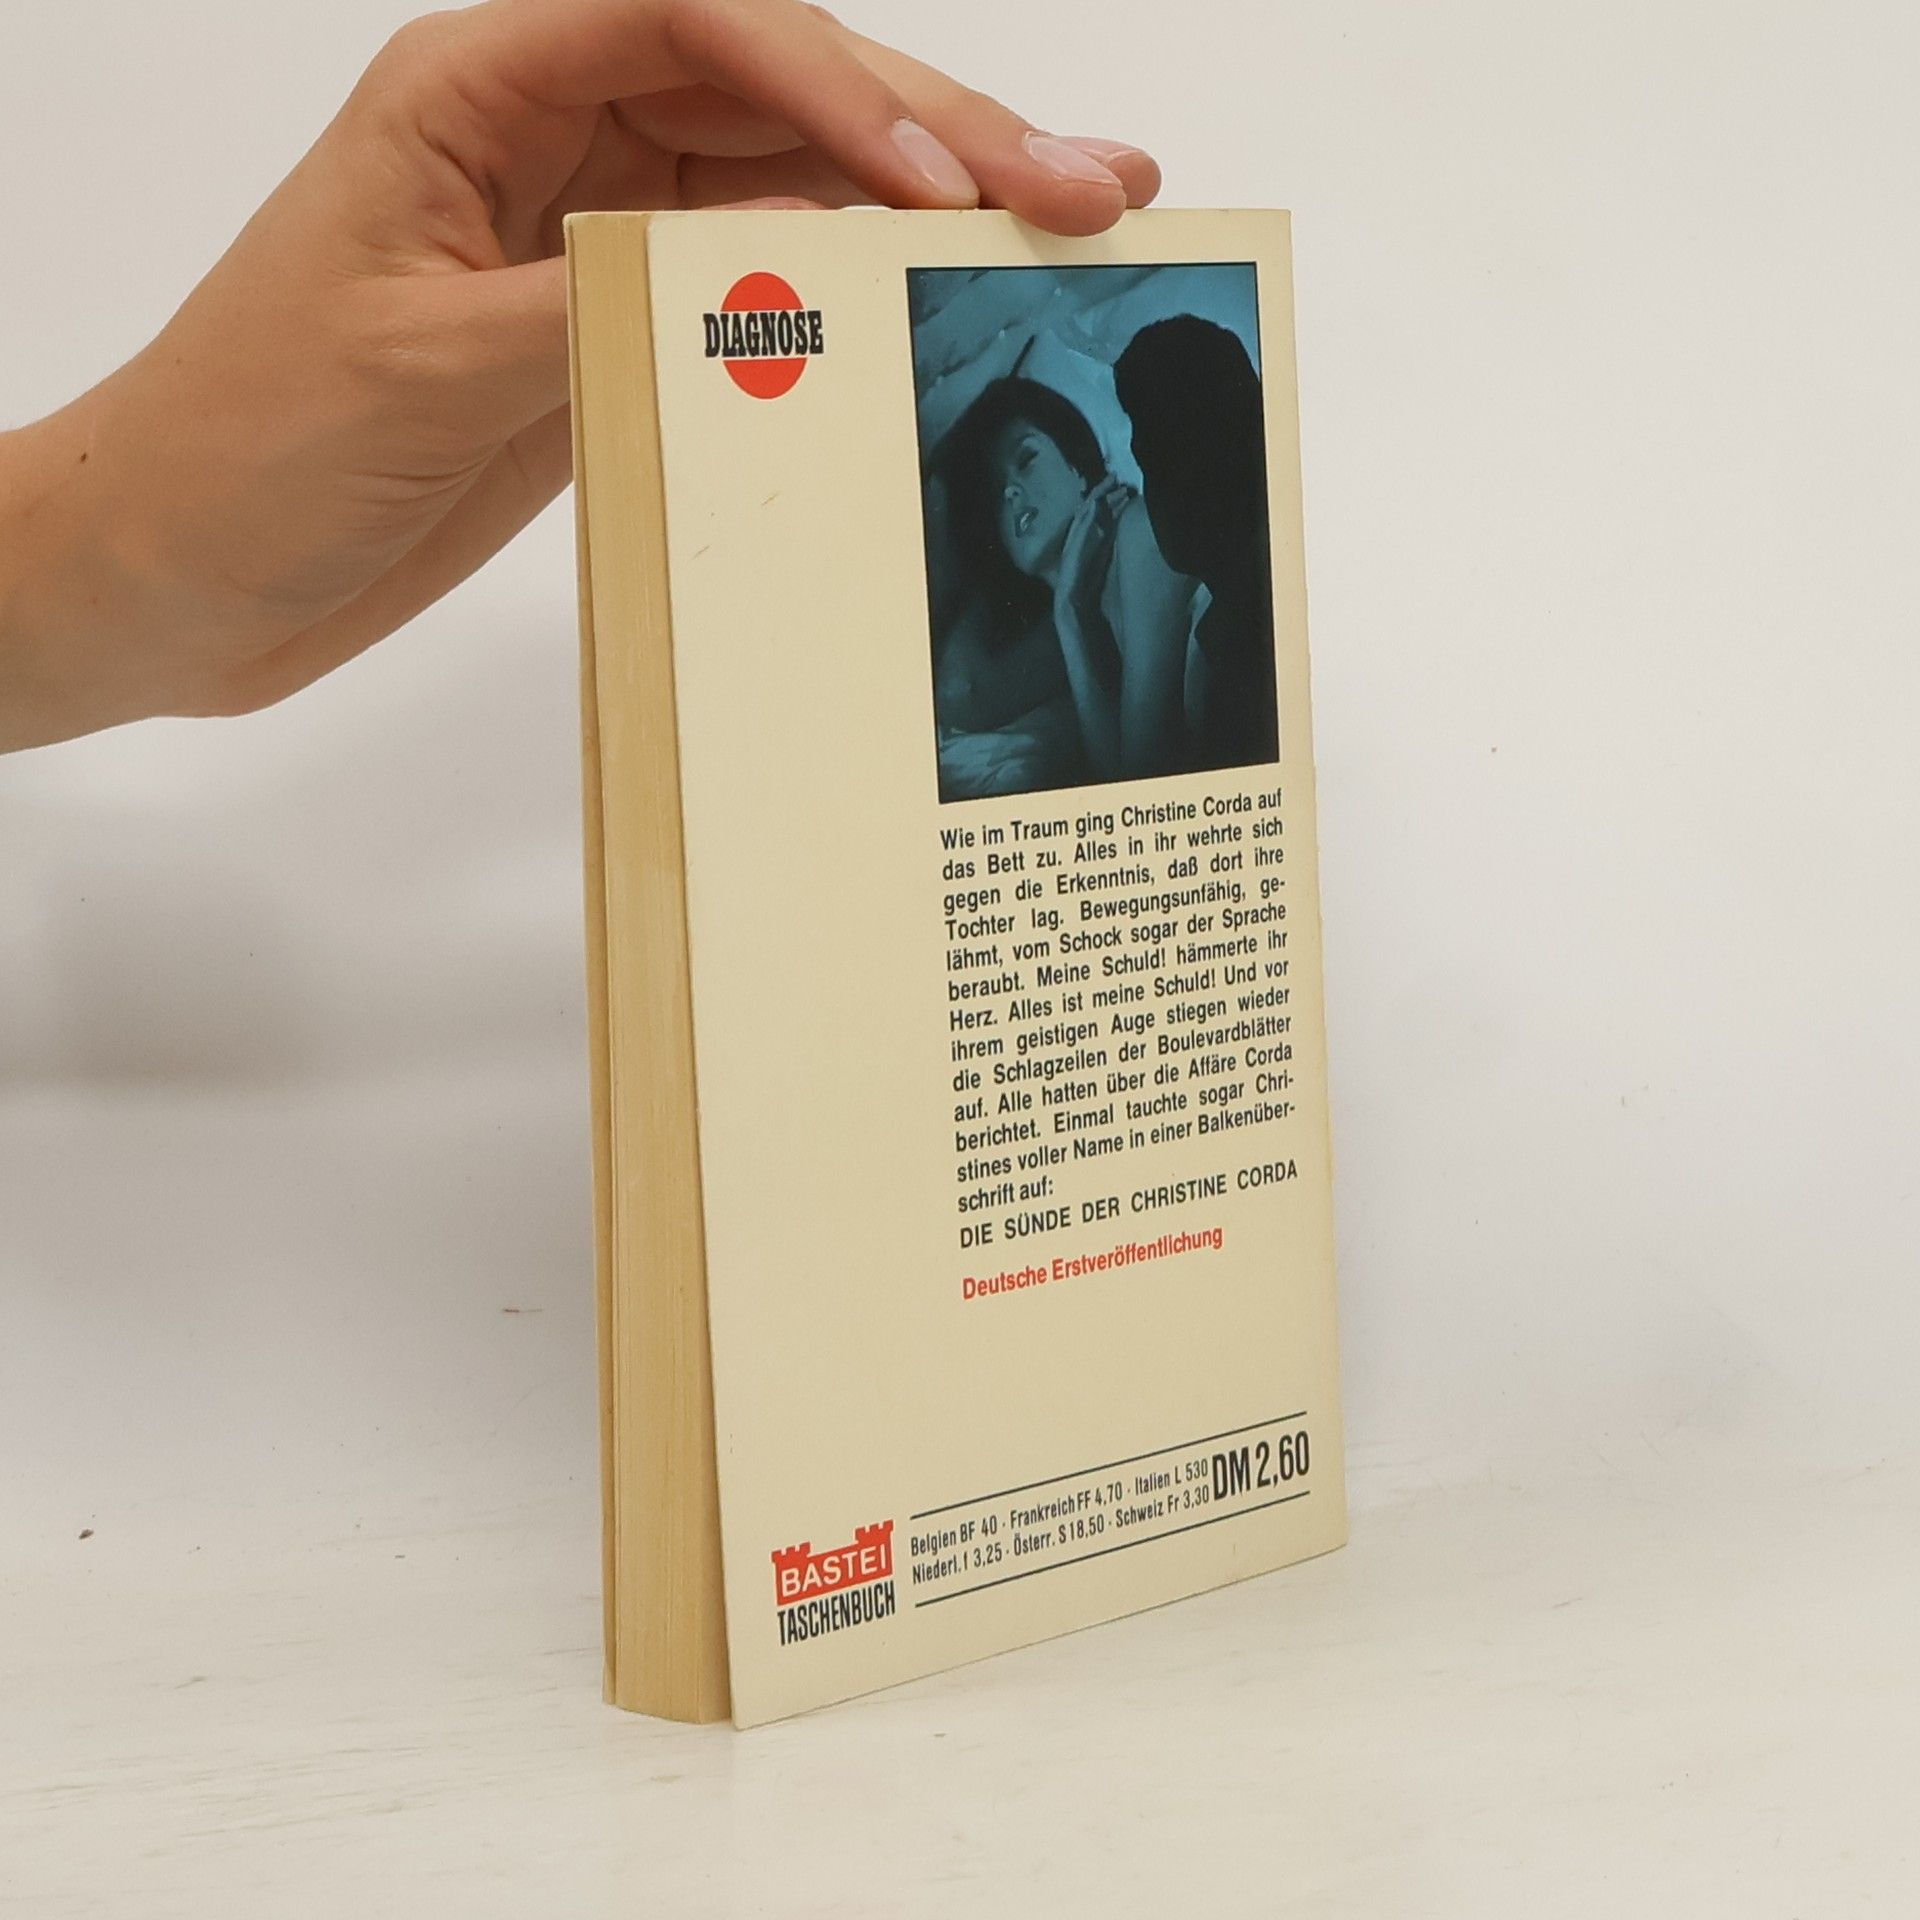 DIAGNOSE
Wie im Traum ging Christine Corda auf
das Bett zu. Alles in ihr wehrte sich
gegen die Erkenntnis, daß dort ihre
Tochter lag. Bewegungsunfähig, ge-
lähmt, vom Schock sogar der Sprache
beraubt. Meine Schuld! hämmerte ihr
Herz. Alles ist meine Schuld! Und vor
ihrem geistigen Auge stiegen wieder
die Schlagzeilen der Boulevardblätter
auf. Alle hatten über die Affäre Corda
berichtet. Einmal tauchte sogar Chri-
stines voller Name in einer Balkenüber-
schrift auf:
DIE SÜNDE DER CHRISTINE CORDA
Deutsche Erstveröffentlichung
BASTEI
TASCHENBUCH
Belgien BF 40 · Frankreich FF 4,70 · Italien L 530
Niederl. f 3,25 · Österr. S 18,50 · Schweiz Fr 3,30
DM 2,60